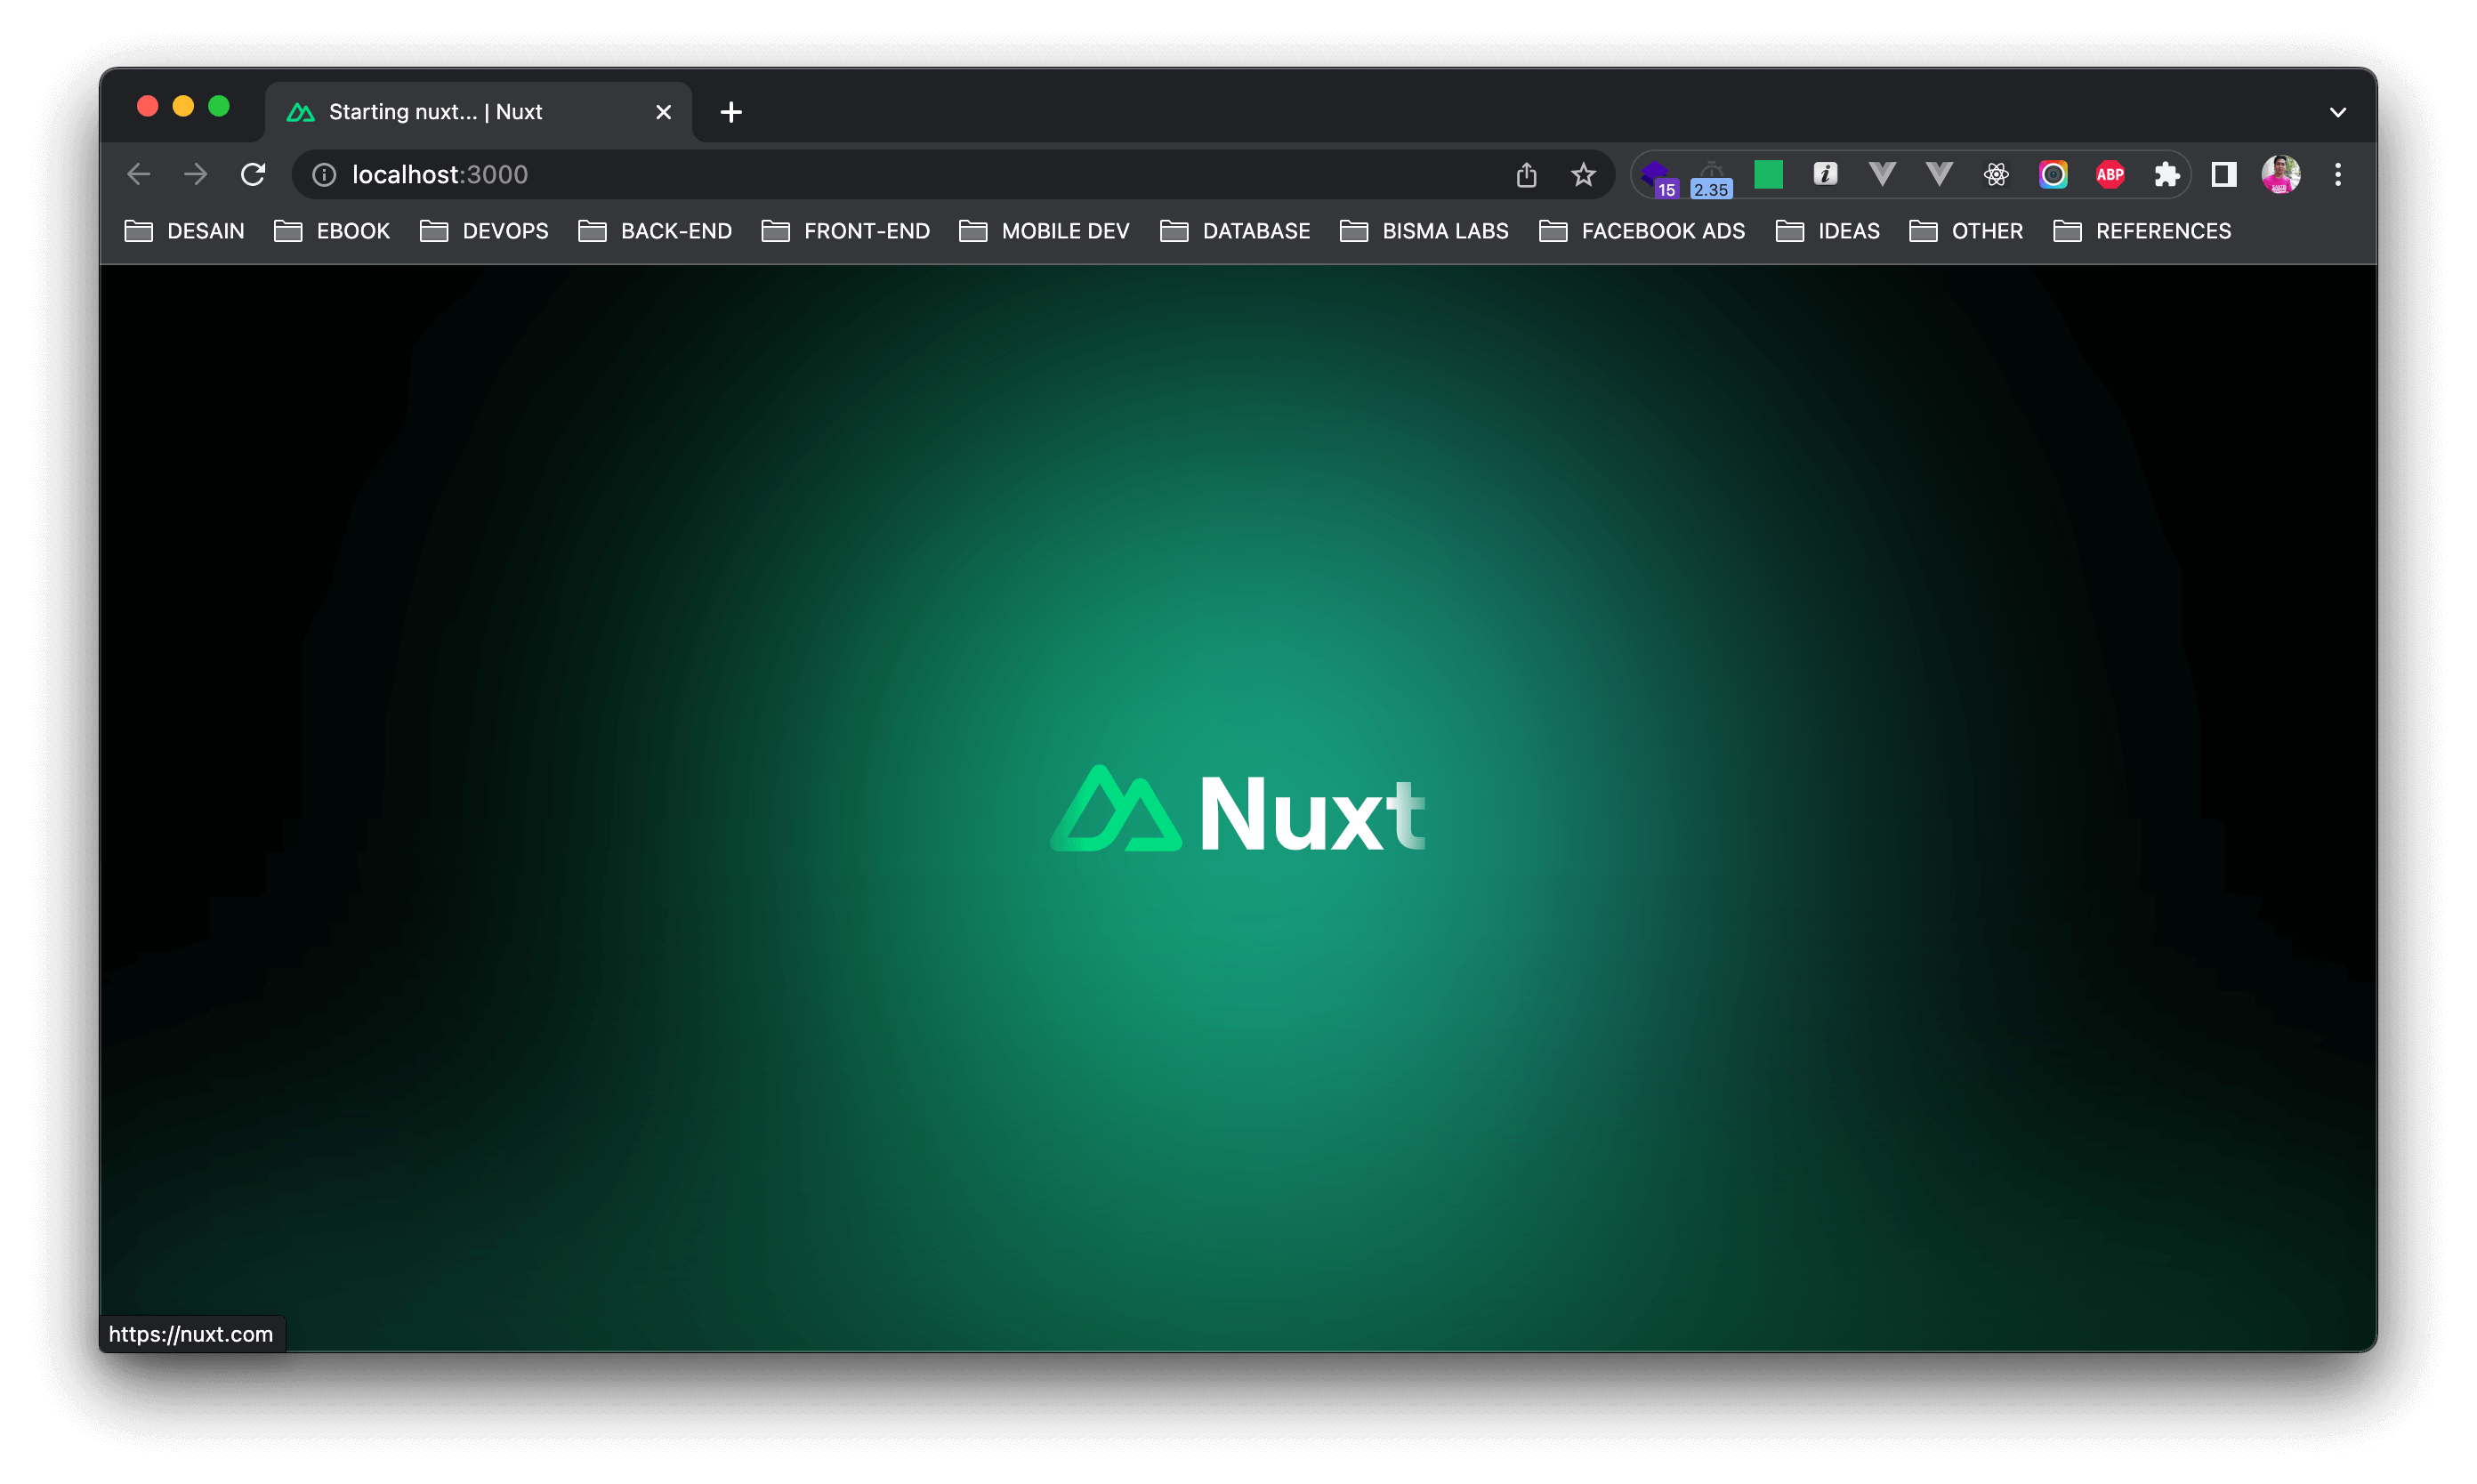 Starting nuxt... | Nuxt
localhost:3000
15
2.35
i
ABP
DESAIN EBOOK DEVOPS BACK-END FRONT-END MOBILE DEV DATABASE BISMA LABS FACEBOOK ADS IDEAS OTHER REFERENCES
Nuxt
https://nuxt.com